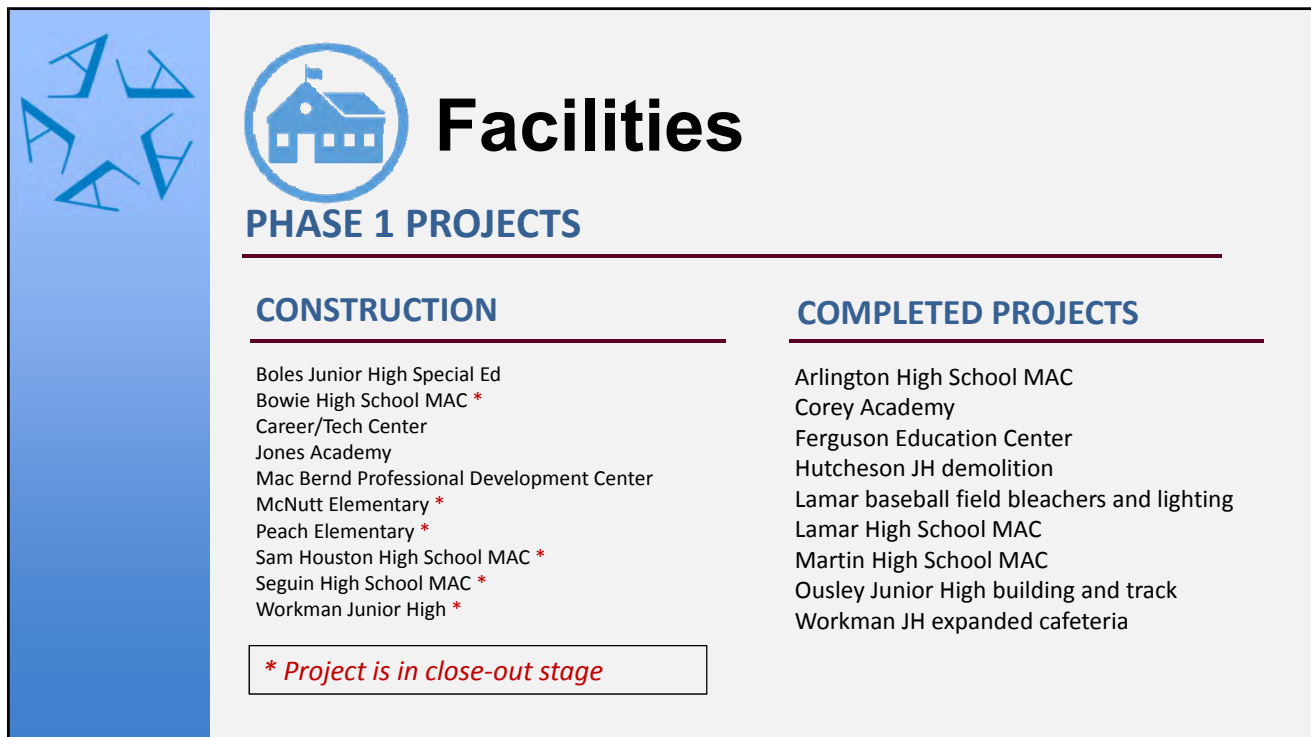 Facilities
PHASE 1 PROJECTS
CONSTRUCTION
Boles Junior High Special Ed
Bowie High School MAC *
Career/Tech Center
Jones Academy
Mac Bernd Professional Development Center
McNutt Elementary *
Peach Elementary *
Sam Houston High School MAC *
Seguin High School MAC *
Workman Junior High *
* Project is in close-out stage
COMPLETED PROJECTS
Arlington High School MAC
Corey Academy
Ferguson Education Center
Hutcheson JH demolition
Lamar baseball field bleachers and lighting
Lamar High School MAC
Martin High School MAC
Ousley Junior High building and track
Workman JH expanded cafeteria